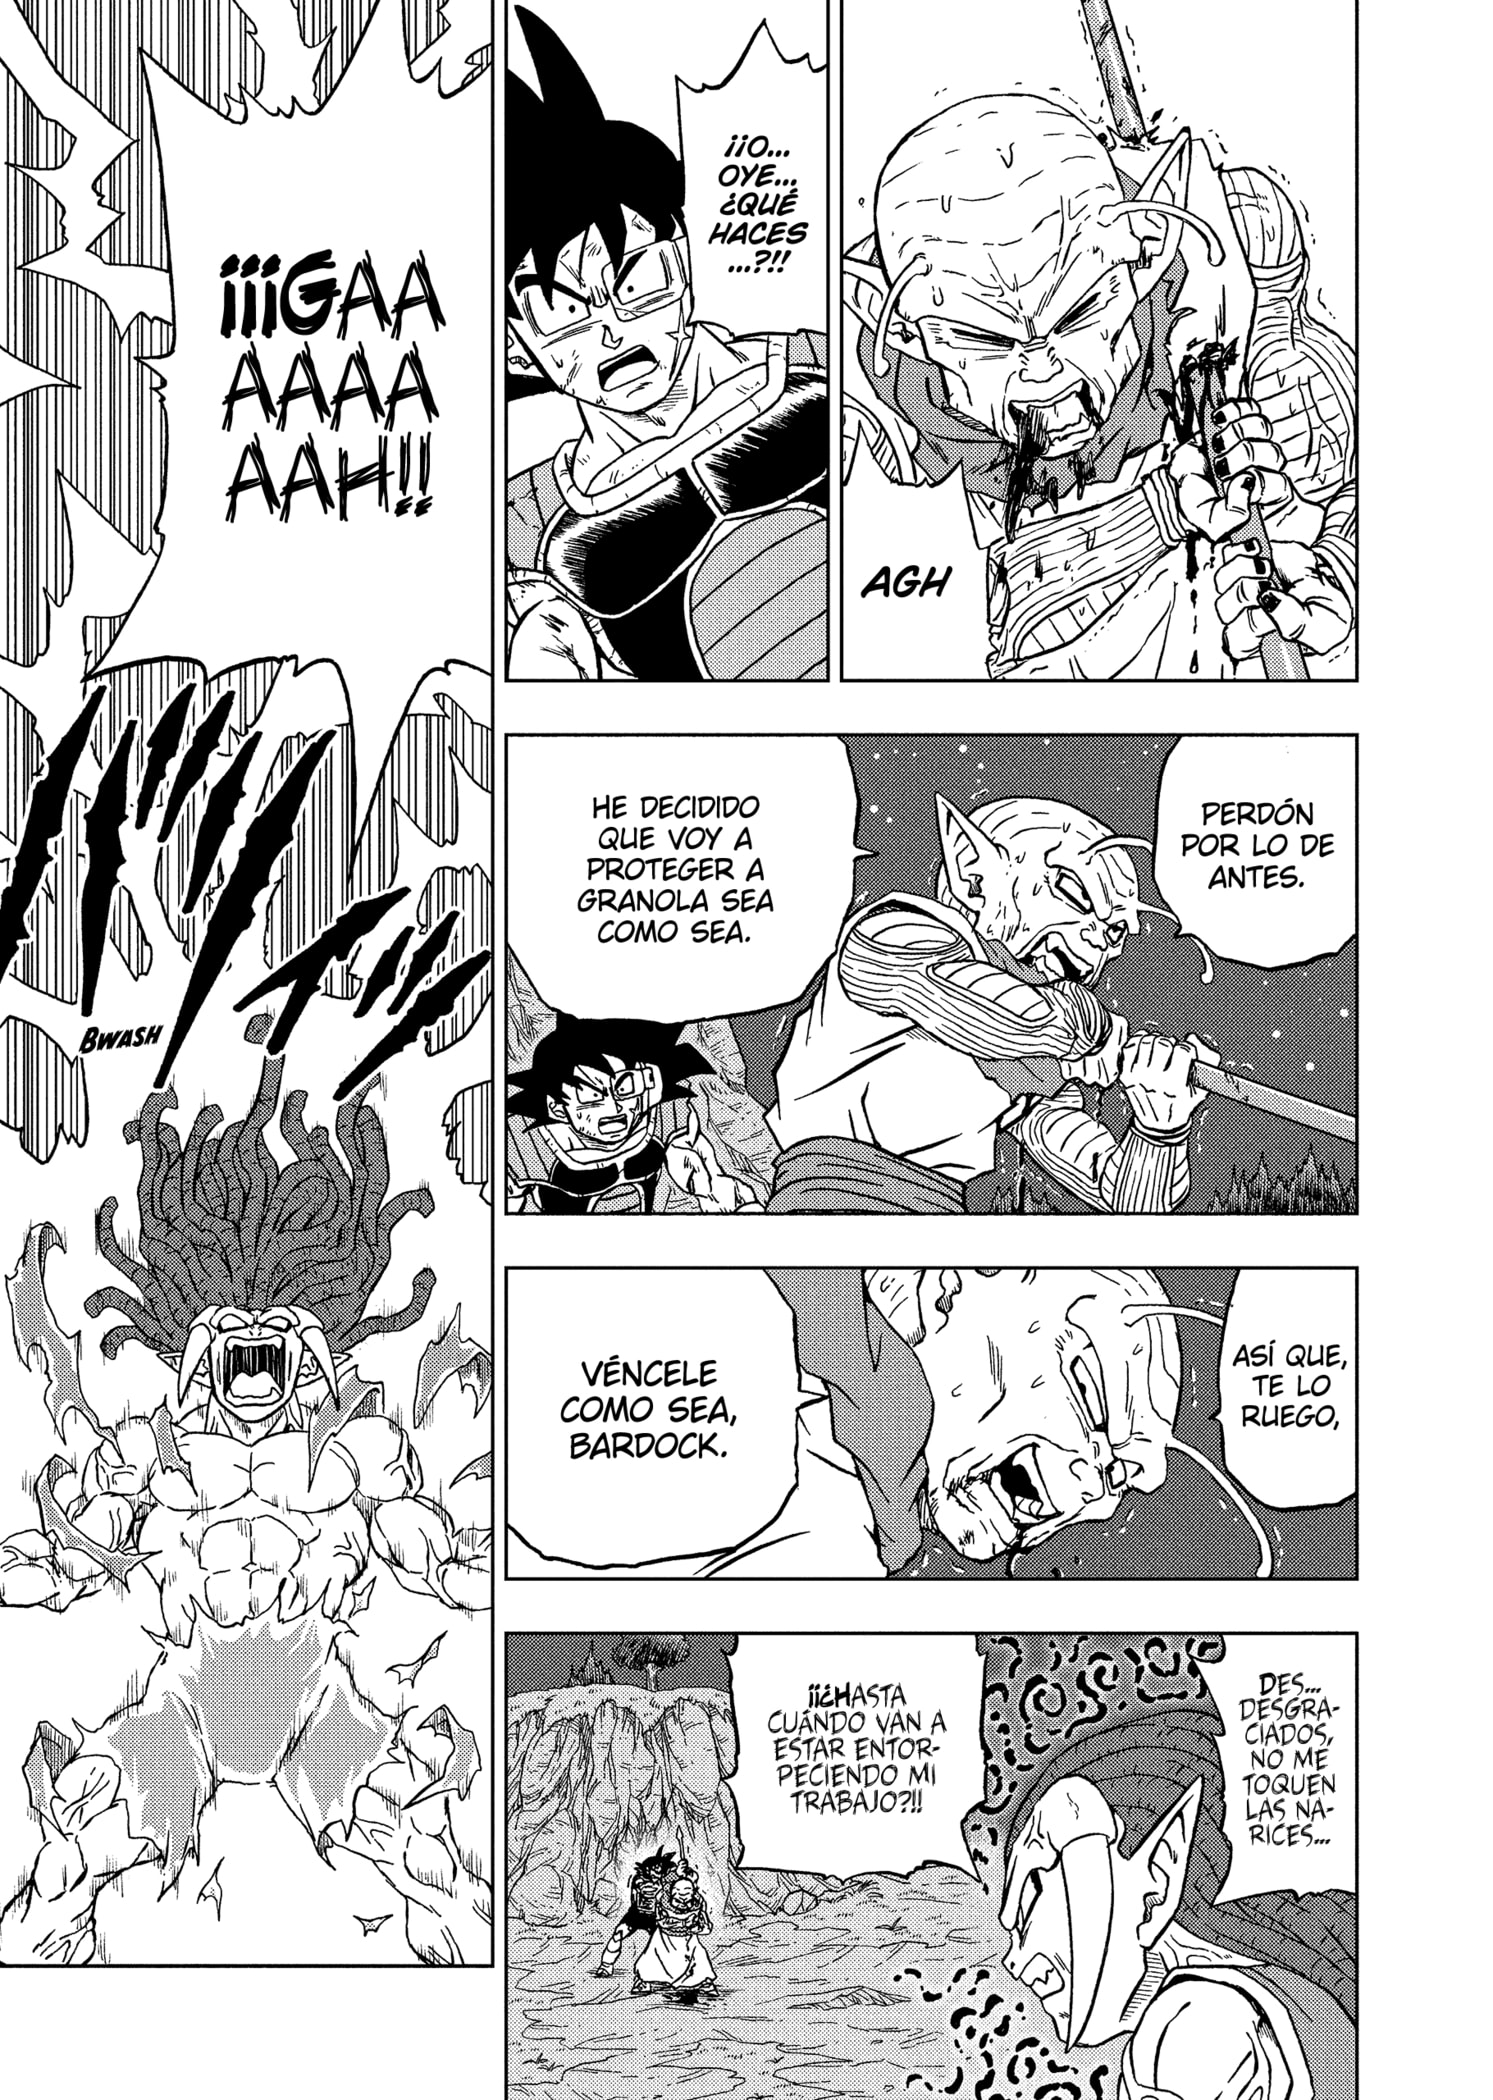 AGH
¡¡O...
OYE...
¿QUÉ
HACES
...?!!
PERDÓN
POR LO DE
ANTES.
HE DECIDIDO
QUE VOY A
PROTEGER A
GRANOLA SEA
COMO SEA.
ASÍ QUE,
TE LO
RUEGO,
VÉNCELE
COMO SEA,
BARDOCK.
DES...
DESGRA-
CIADOS,
NO ME
TOQUEN
LAS NA-
RICES...
¡¡¿HASTA
CUÁNDO VAN A
ESTAR ENTOR-
PECIENDO MI
TRABAJO?!!
¡¡¡GAA
AAAA
AAH!!
BWASH